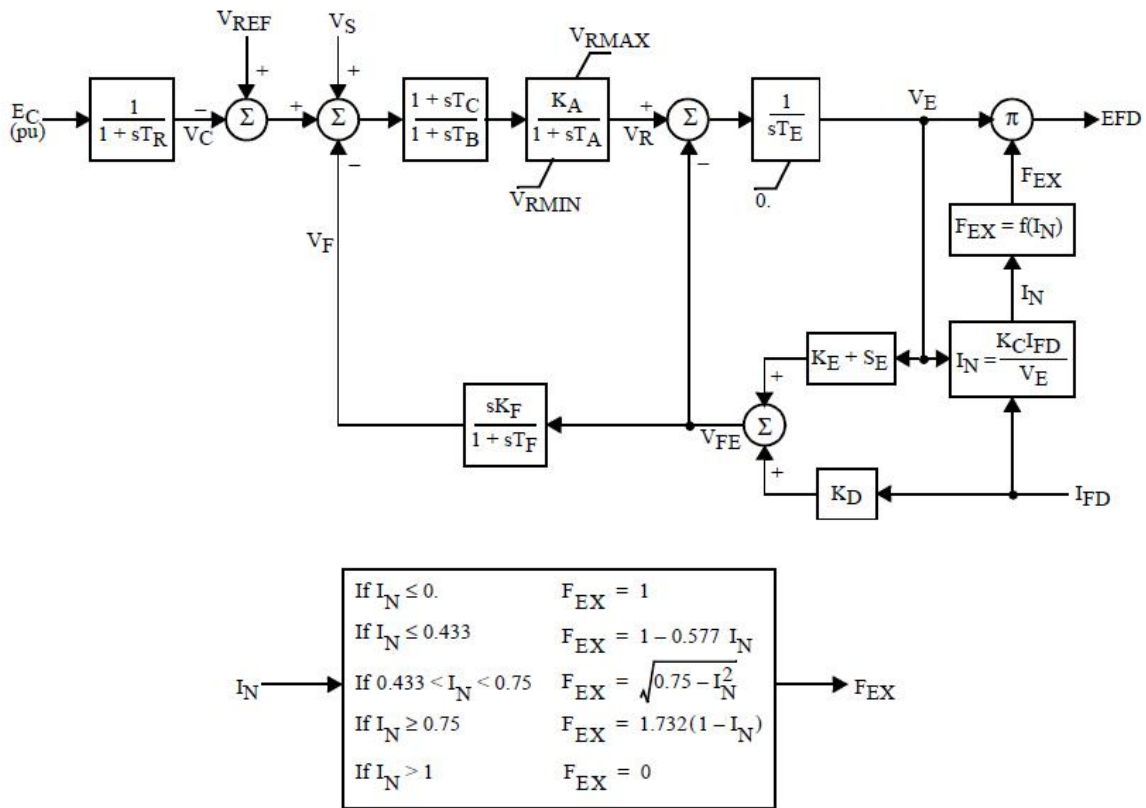 V_REF
V_S
V_RMAX
E_C
(pu)
1
1 + sT_R
V_C
−
+
Σ
+
+
Σ
−
1 + sT_C
1 + sT_B
K_A
1 + sT_A
V_RMIN
+
V_R
Σ
−
1
sT_E
0.
V_E
π
EFD
F_EX
F_EX = f(I_N)
I_N
I_N = K_C I_FD
V_E
V_F
K_E + S_E
+
sK_F
1 + sT_F
V_FE
Σ
+
K_D
I_FD
I_N
If I_N ≤ 0. F_EX = 1
If I_N ≤ 0.433 F_EX = 1 − 0.577 I_N
If 0.433 < I_N < 0.75 F_EX = √(0.75 − I_N^2)
If I_N ≥ 0.75 F_EX = 1.732(1 − I_N)
If I_N > 1 F_EX = 0
F_EX